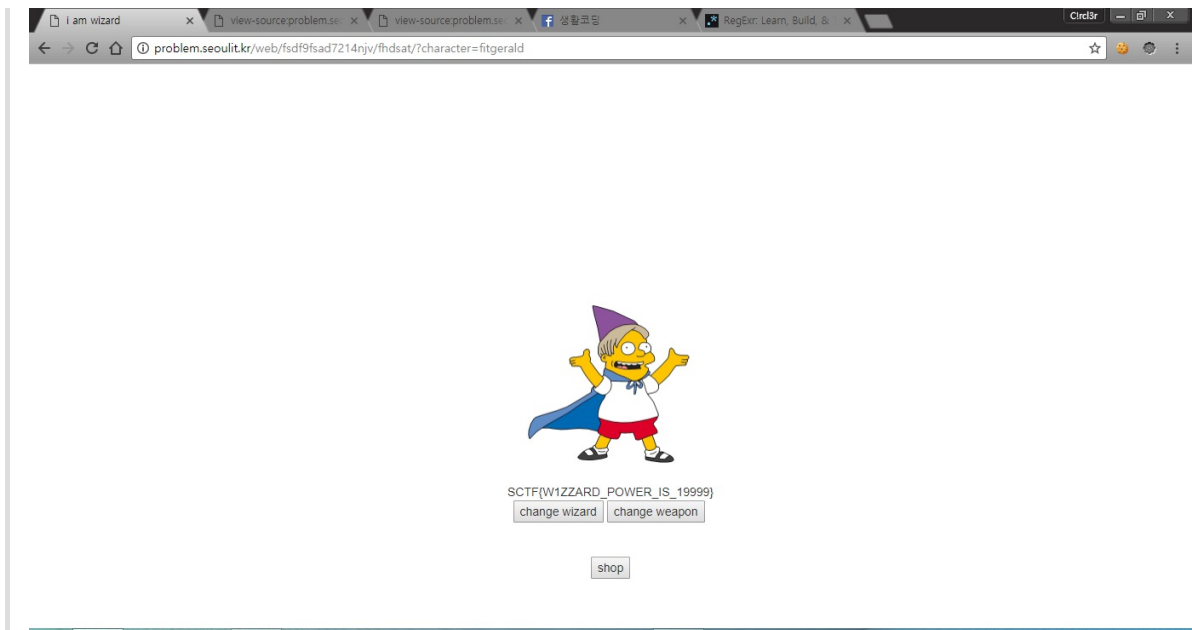 i am wizard
view-source:problem.se
view-source:problem.se
생활코딩
RegExr: Learn, Build, &
Circl3r
problem.seoulit.kr/web/fsdf9fsad7214njv/fhdsat/?character=fitgerald
SCTF{W1ZZARD_POWER_IS_19999}
change wizard change weapon
shop